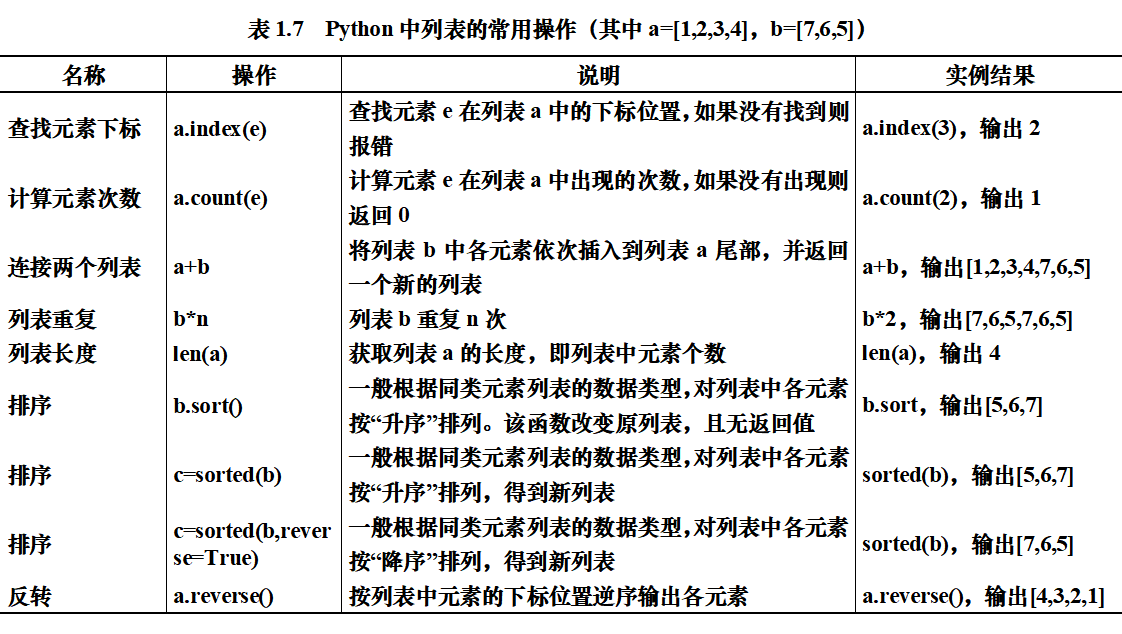 表 1.7 Python 中列表的常用操作（其中 a=[1,2,3,4]，b=[7,6,5]）
名称 操作 说明 实例结果
查找元素下标 a.index(e) 查找元素 e 在列表 a 中的下标位置，如果没有找到则
报错 a.index(3)，输出 2
计算元素次数 a.count(e) 计算元素 e 在列表 a 中出现的次数，如果没有出现则
返回 0 a.count(2)，输出 1
连接两个列表 a+b 将列表 b 中各元素依次插入到列表 a 尾部，并返回
一个新的列表 a+b，输出[1,2,3,4,7,6,5]
列表重复 b*n 列表 b 重复 n 次 b*2，输出[7,6,5,7,6,5]
列表长度 len(a) 获取列表 a 的长度，即列表中元素个数 len(a)，输出 4
排序 b.sort() 一般根据同类元素列表的数据类型，对列表中各元素
按“升序”排列。该函数改变原列表，且无返回值 b.sort，输出[5,6,7]
排序 c=sorted(b) 一般根据同类元素列表的数据类型，对列表中各元素
按“升序”排列，得到新列表 sorted(b)，输出[5,6,7]
排序 c=sorted(b,rever
se=True) 一般根据同类元素列表的数据类型，对列表中各元素
按“降序”排列，得到新列表 sorted(b)，输出[7,6,5]
反转 a.reverse() 按列表中元素的下标位置逆序输出各元素 a.reverse()，输出[4,3,2,1]